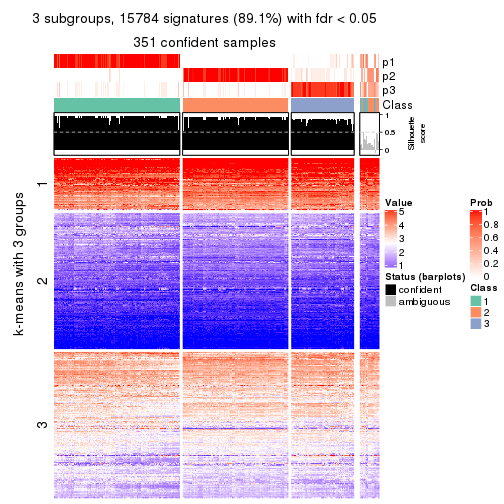 3 subgroups, 15784 signatures (89.1%) with fdr < 0.05
351 confident samples
p1
p2
p3
Class
1
0.5
0
Silhouette
score
k-means with 3 groups
1
2
3
Value
5
4
3
2
1
Status (barplots)
confident
ambiguous
Prob
1
0.8
0.6
0.4
0.2
0
Class
1
2
3